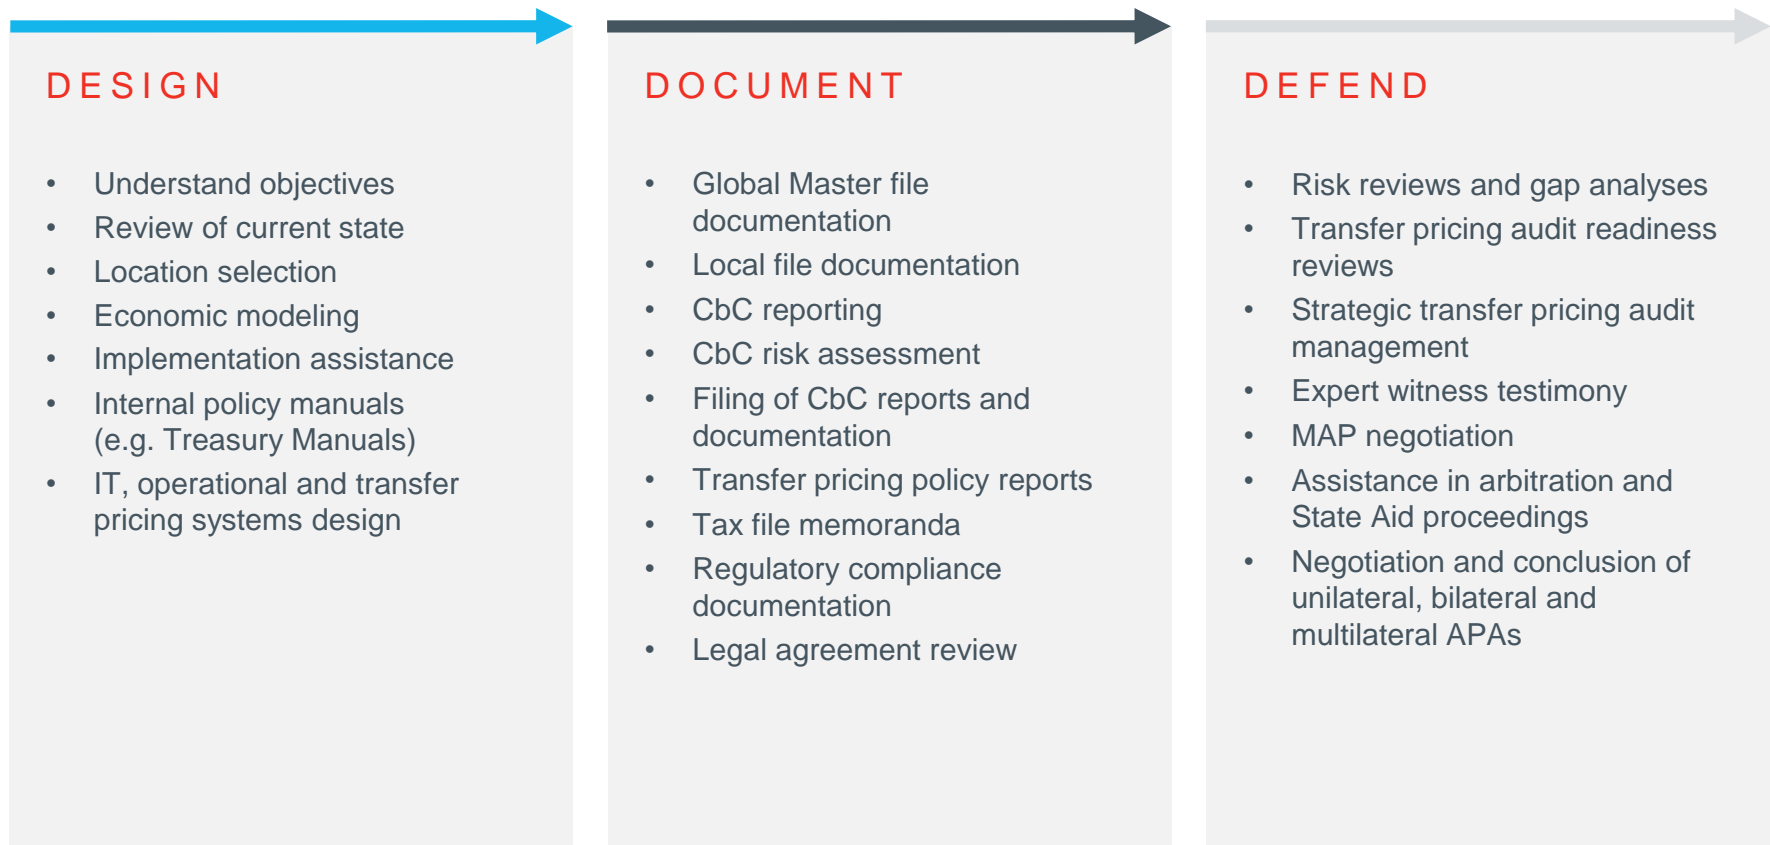 DESIGN
• Understand objectives
• Review of current state
• Location selection
• Economic modeling
• Implementation assistance
• Internal policy manuals
(e.g. Treasury Manuals)
• IT, operational and transfer
pricing systems design
DOCUMENT
• Global Master file
documentation
• Local file documentation
• CbC reporting
• CbC risk assessment
• Filing of CbC reports and
documentation
• Transfer pricing policy reports
• Tax file memoranda
• Regulatory compliance
documentation
• Legal agreement review
DEFEND
• Risk reviews and gap analyses
• Transfer pricing audit readiness
reviews
• Strategic transfer pricing audit
management
• Expert witness testimony
• MAP negotiation
• Assistance in arbitration and
State Aid proceedings
• Negotiation and conclusion of
unilateral, bilateral and
multilateral APAs